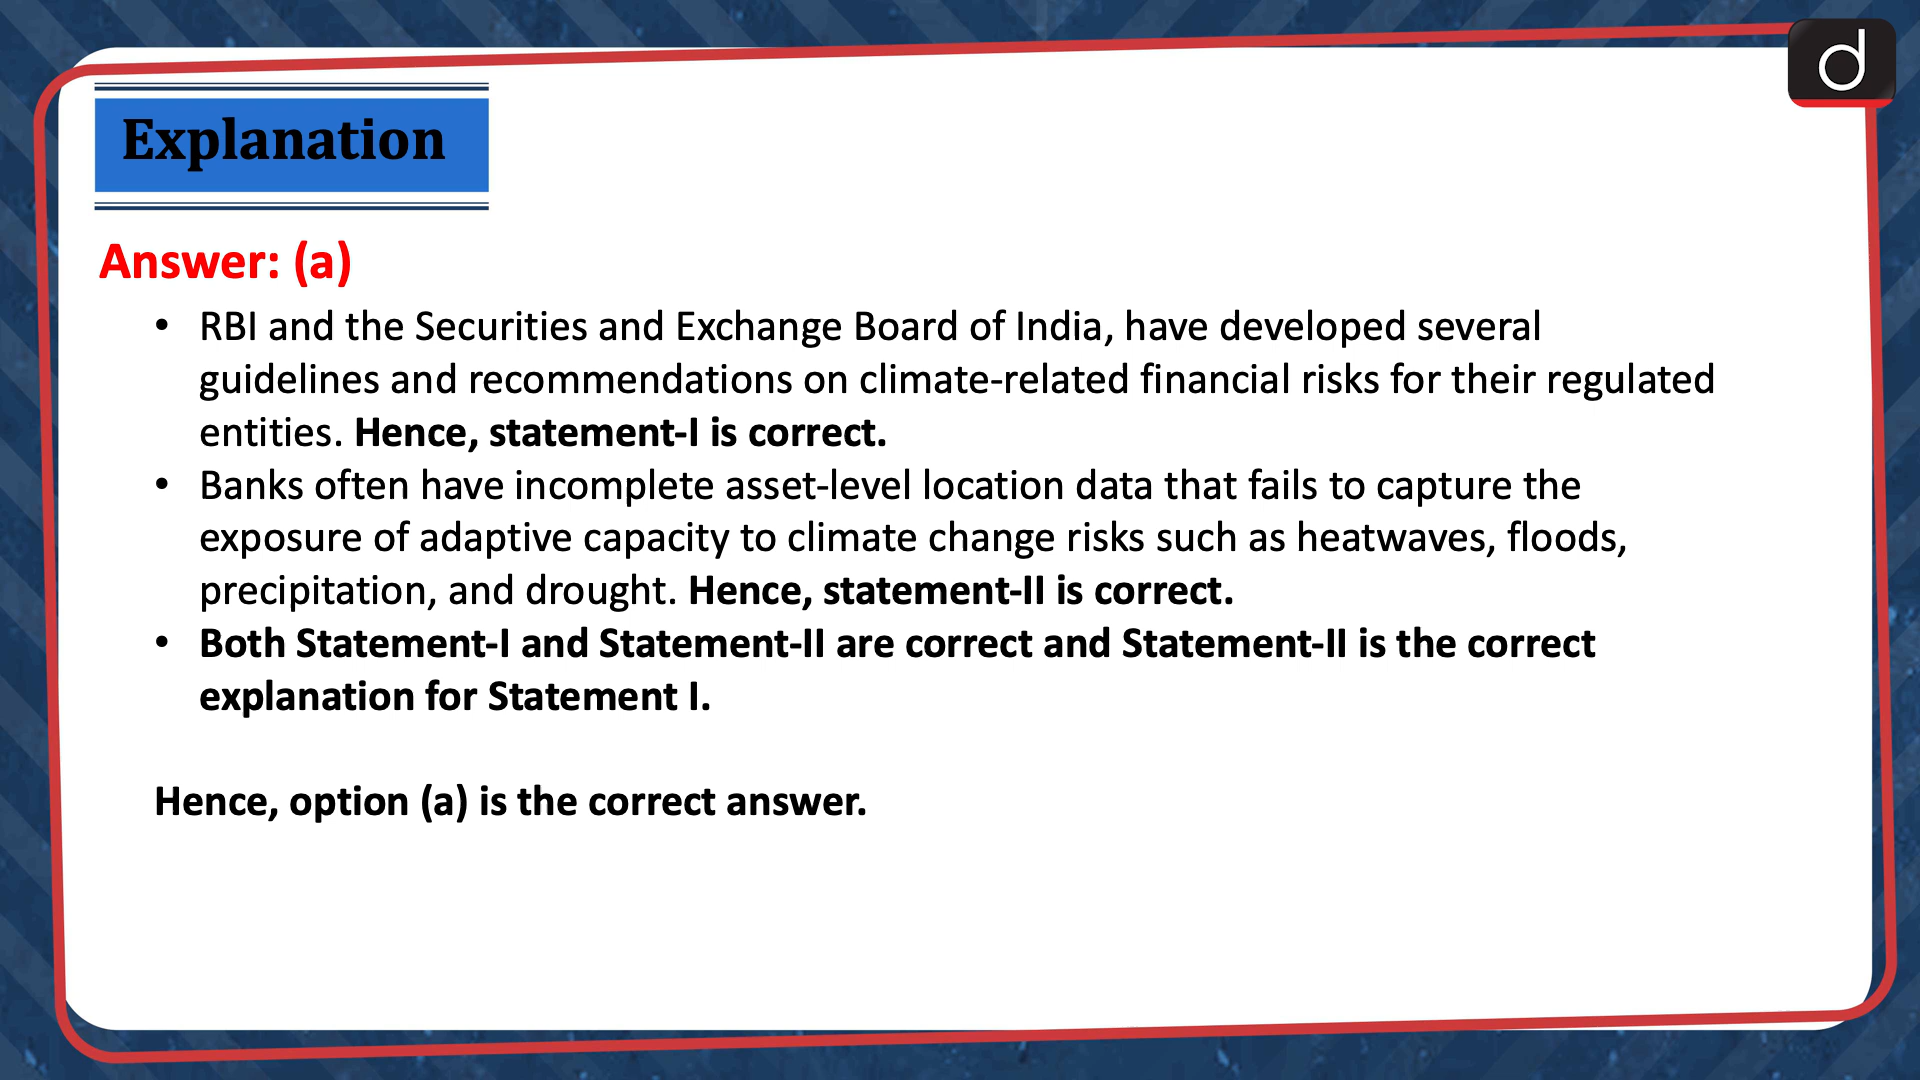 d
Explanation
Answer: (a)
• RBI and the Securities and Exchange Board of India, have developed several
guidelines and recommendations on climate-related financial risks for their regulated
entities. Hence, statement-I is correct.
• Banks often have incomplete asset-level location data that fails to capture the
exposure of adaptive capacity to climate change risks such as heatwaves, floods,
precipitation, and drought. Hence, statement-II is correct.
• Both Statement-I and Statement-II are correct and Statement-II is the correct
explanation for Statement I.
Hence, option (a) is the correct answer.